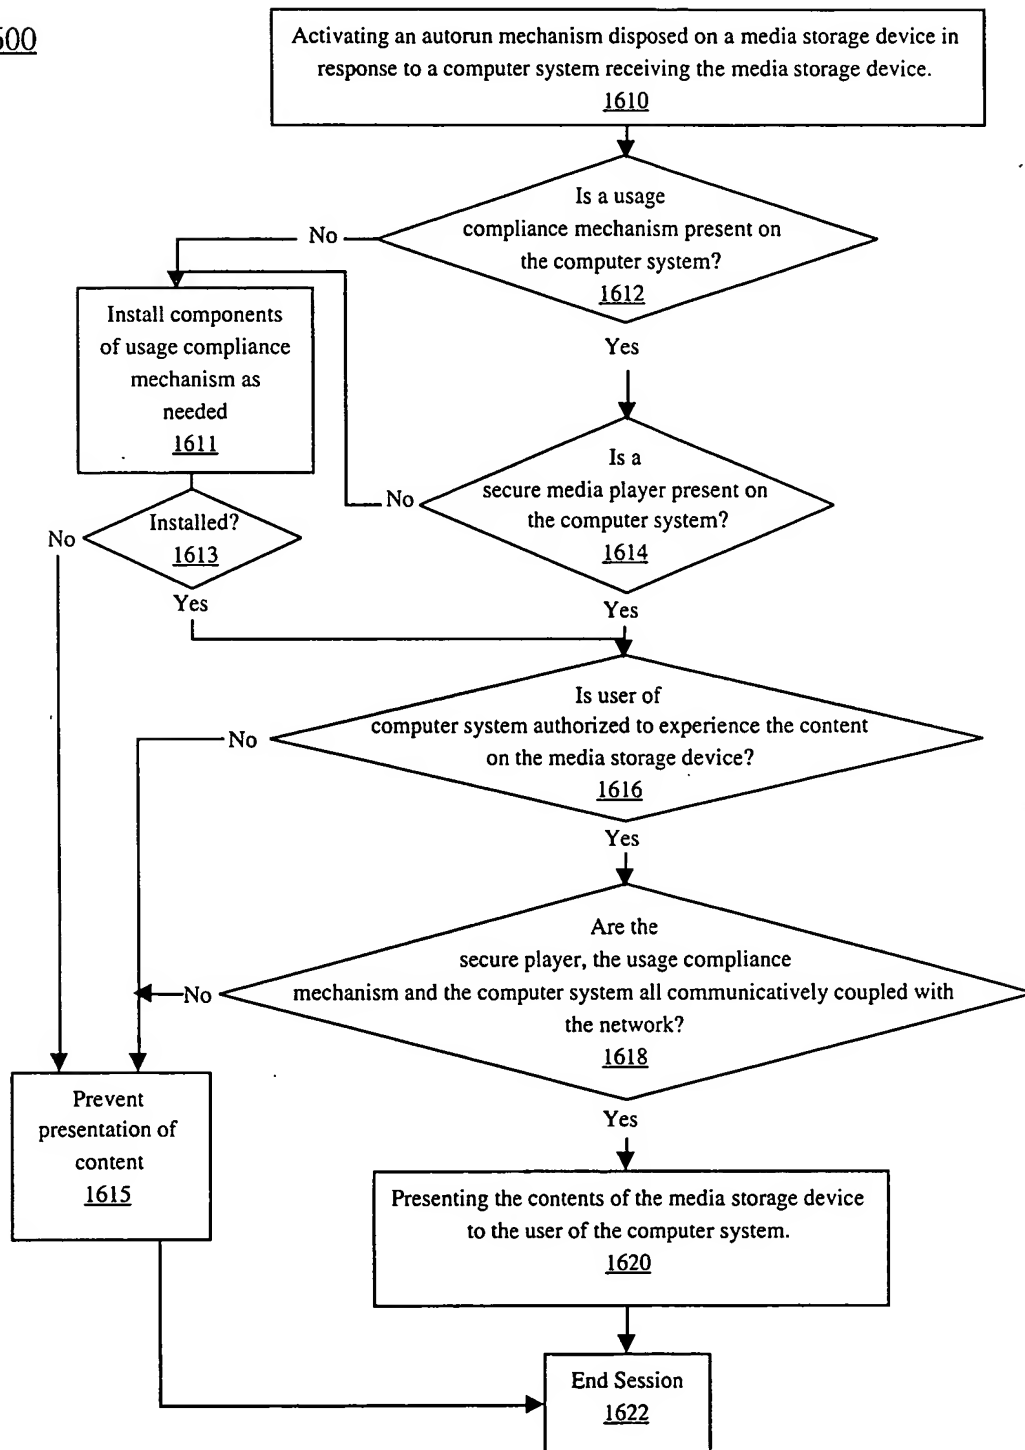 Activating an autorun mechanism disposed on a media storage device in
response to a computer system receiving the media storage device.
1610
Is a usage
compliance mechanism present on
the computer system?
1612
No
Yes
Install components
of usage compliance
mechanism as
needed
1611
Is a
secure media player present on
the computer system?
1614
No
Installed?
1613
No
Yes
Yes
Is user of
computer system authorized to experience the content
on the media storage device?
1616
No
Yes
Are the
secure player, the usage compliance
mechanism and the computer system all communicatively coupled with
the network?
1618
No
Yes
Prevent
presentation of
content
1615
Presenting the contents of the media storage device
to the user of the computer system.
1620
End Session
1622